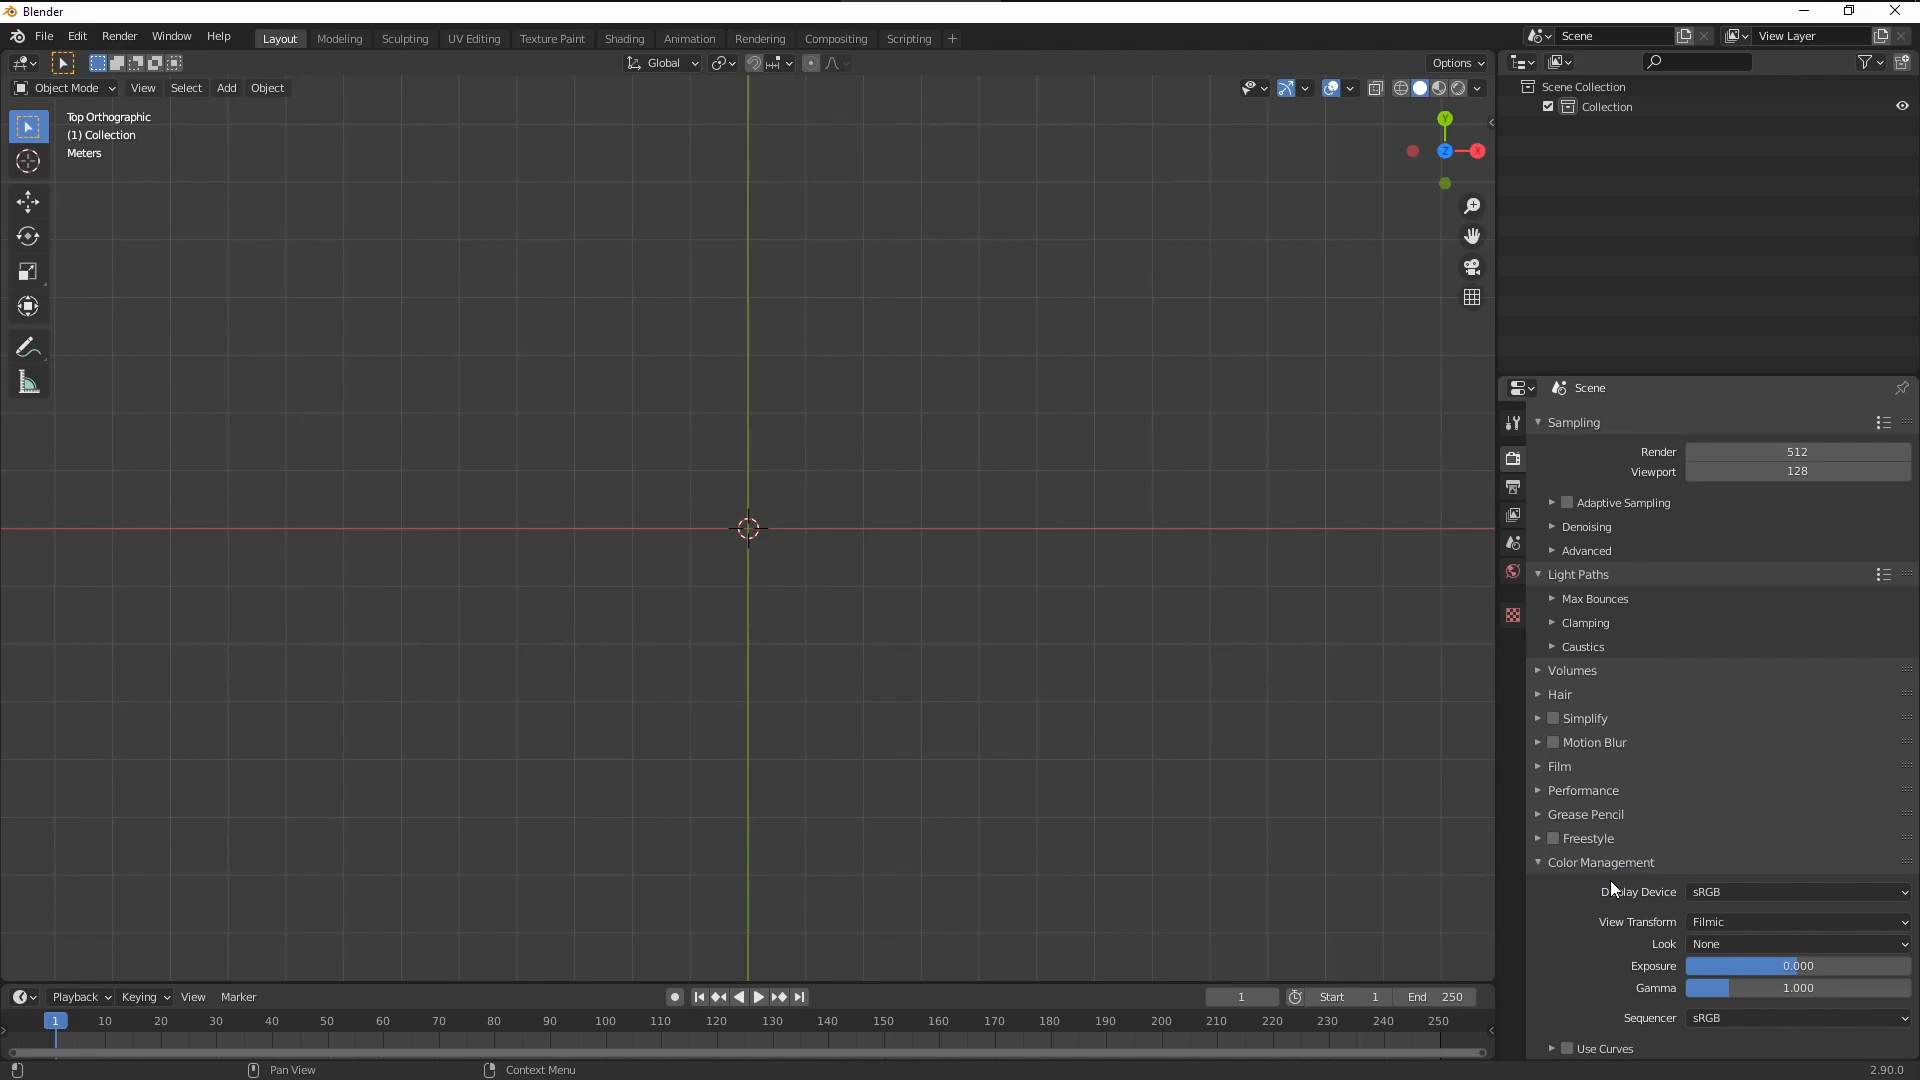 Blender
File Edit Render Window Help
Layout Modeling Sculpting UV Editing Texture Paint Shading Animation Rendering Compositing Scripting +
Scene View Layer
Global Options
Object Mode View Select Add Object
Top Orthographic
(1) Collection
Meters
Y
Z X
Scene Collection
Collection
Scene
Sampling
Render 512
Viewport 128
Adaptive Sampling
Denoising
Advanced
Light Paths
Max Bounces
Clamping
Caustics
Volumes
Hair
Simplify
Motion Blur
Film
Performance
Grease Pencil
Freestyle
Color Management
Display Device sRGB
View Transform Filmic
Look None
Exposure 0.000
Gamma 1.000
Sequencer sRGB
Use Curves
Playback Keying View Marker 1 Start 1 End 250
1 10 20 30 40 50 60 70 80 90 100 110 120 130 140 150 160 170 180 190 200 210 220 230 240 250
Pan View Context Menu 2.90.0